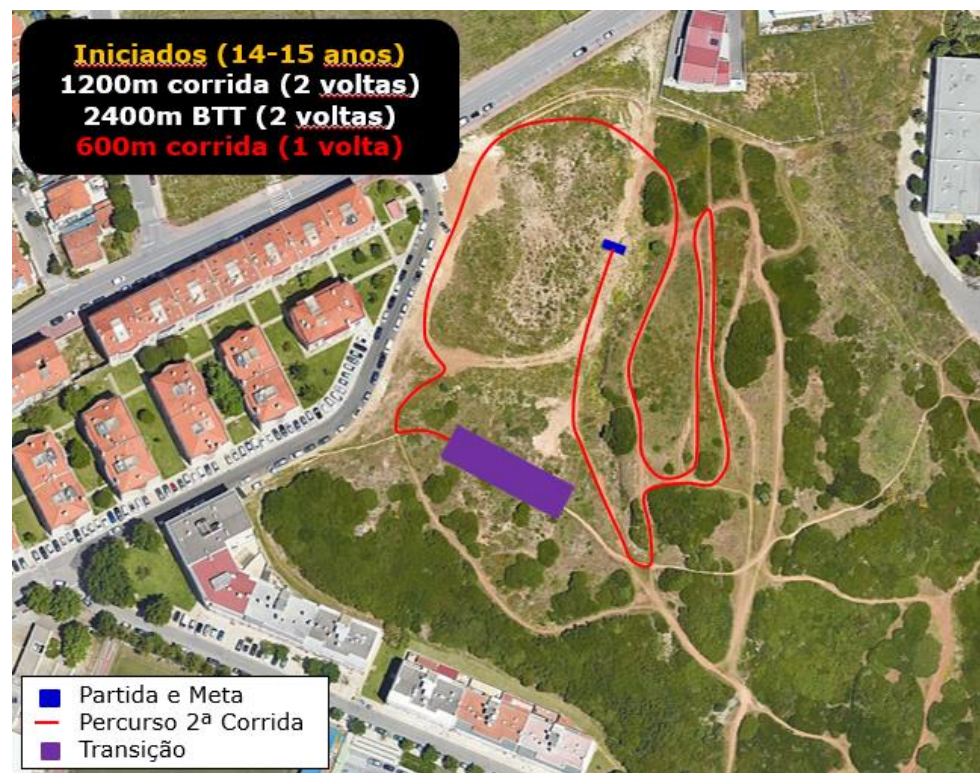 Iniciados (14-15 anos)
1200m corrida (2 voltas)
2400m BTT (2 voltas)
600m corrida (1 volta)
Partida e Meta
Percurso 2ª Corrida
Transição